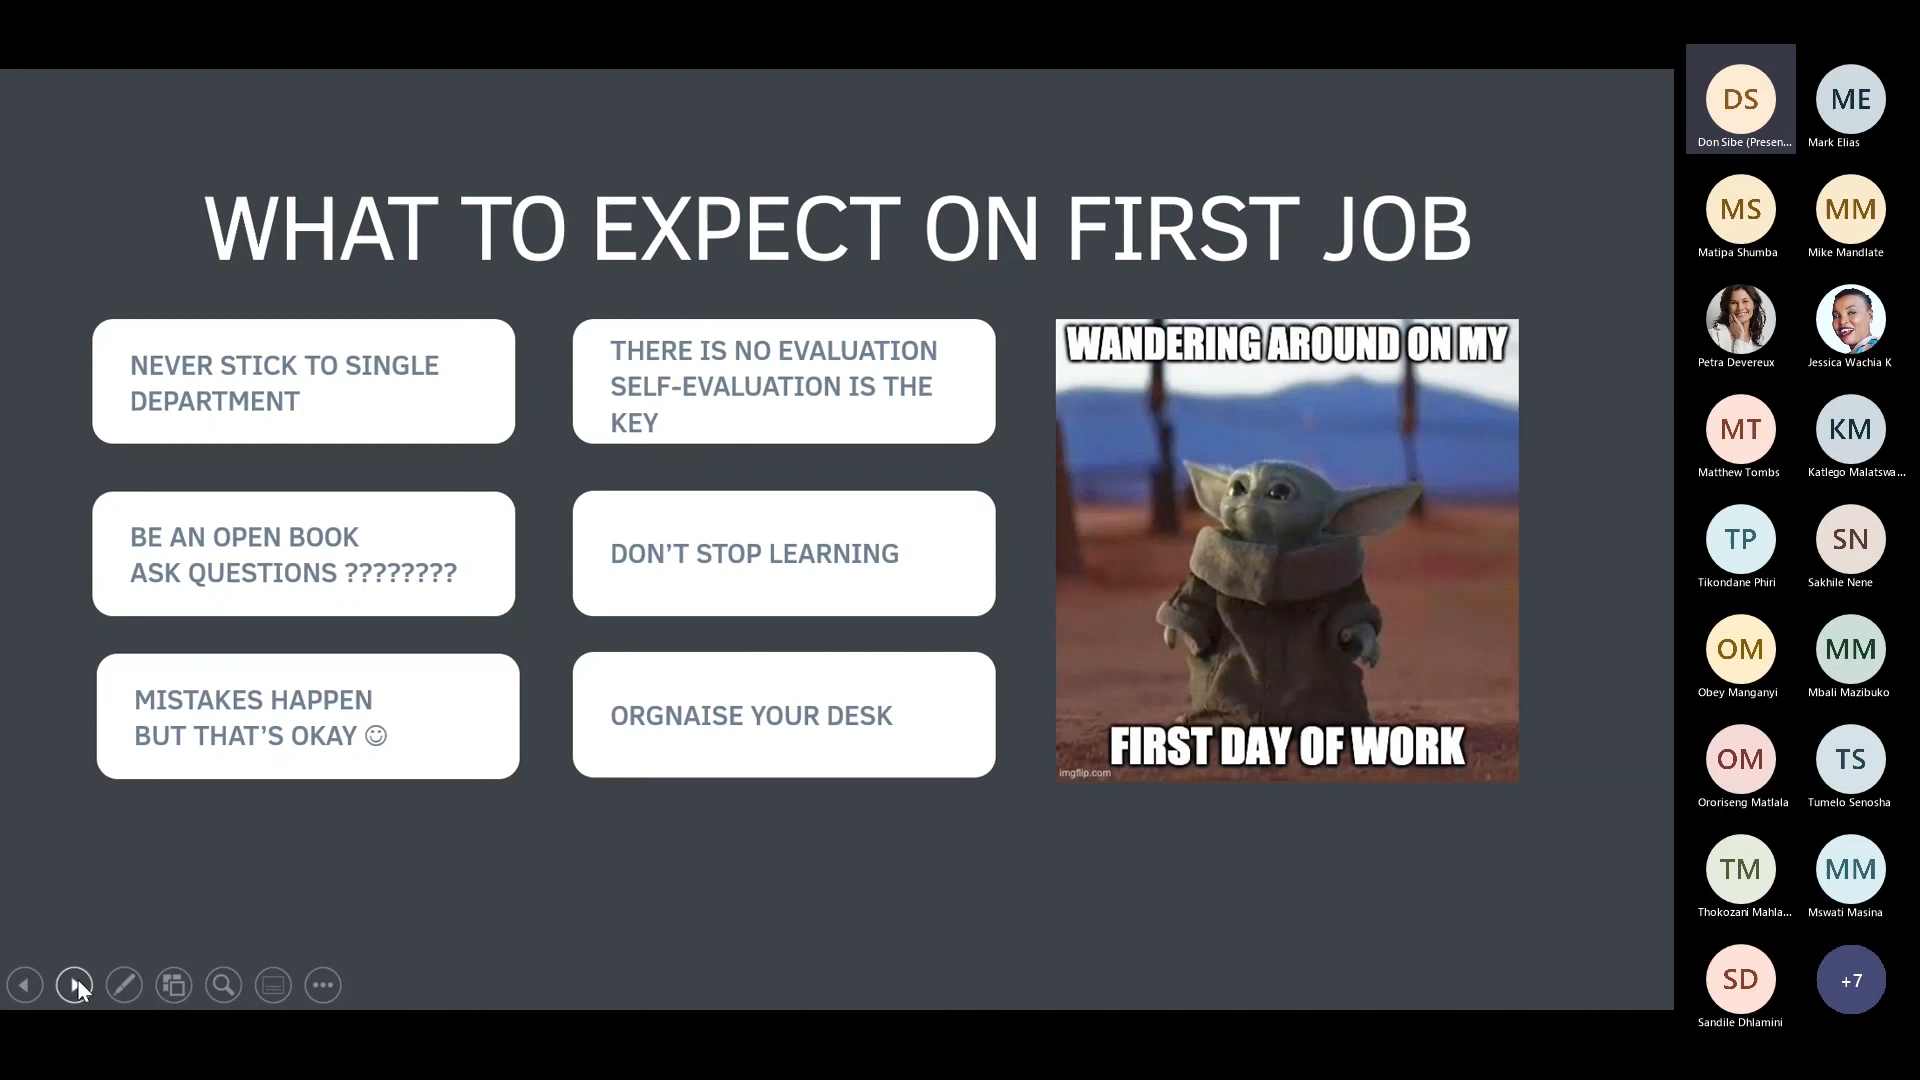 WHAT TO EXPECT ON FIRST JOB
NEVER STICK TO SINGLE
DEPARTMENT
THERE IS NO EVALUATION
SELF-EVALUATION IS THE
KEY
BE AN OPEN BOOK
ASK QUESTIONS ????????
DON’T STOP LEARNING
MISTAKES HAPPEN
BUT THAT’S OKAY ☺
ORGNAISE YOUR DESK
WANDERING AROUND ON MY
FIRST DAY OF WORK
imgflip.com
DS
Don Sibe (Presen...
ME
Mark Elias
MS
Matipa Shumba
MM
Mike Mandlate
Petra Devereux
Jessica Wachia K
MT
Matthew Tombs
KM
Katlego Malatswa...
TP
Tikondane Phiri
SN
Sakhile Nene
OM
Obey Manganyi
MM
Mbali Mazibuko
OM
Ororiseng Matlala
TS
Tumelo Senosha
TM
Thokozani Mahla...
MM
Mswati Masina
SD
Sandile Dhlamini
+7